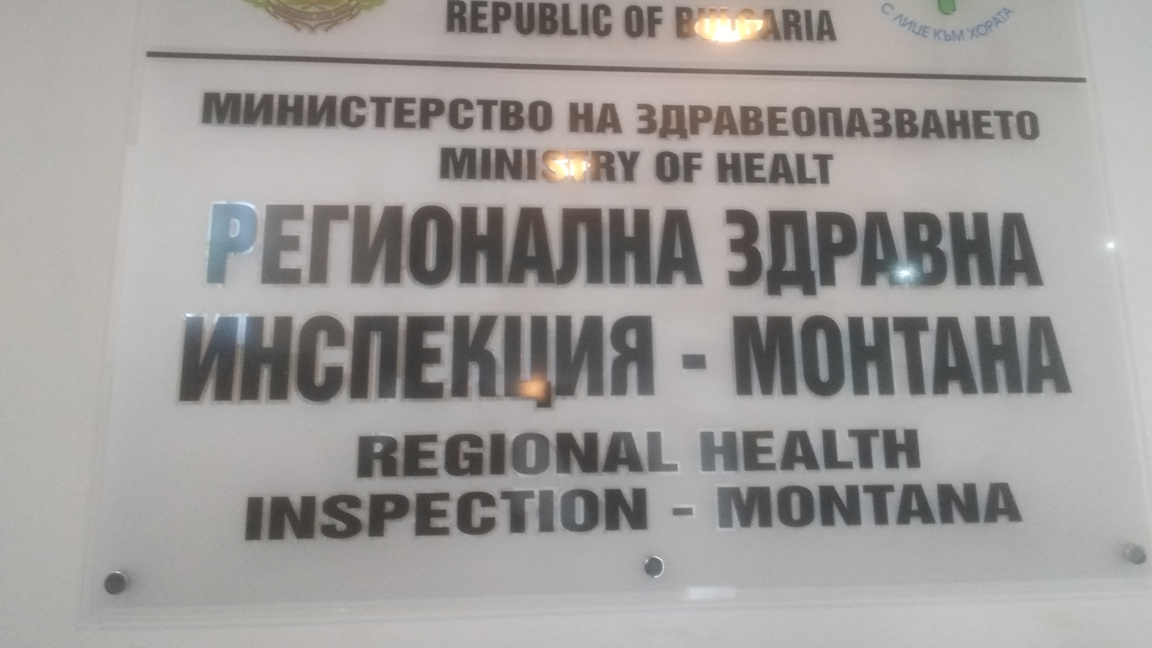 REPUBLIC OF BULGARIA
С ЛИЦЕ КЪМ ХОРАТА
МИНИСТЕРСТВО НА ЗДРАВЕОПАЗВАНЕТО
MINISTRY OF HEALT
РЕГИОНАЛНА ЗДРАВНА
ИНСПЕКЦИЯ - МОНТАНА
REGIONAL HEALTH
INSPECTION - MONTANA